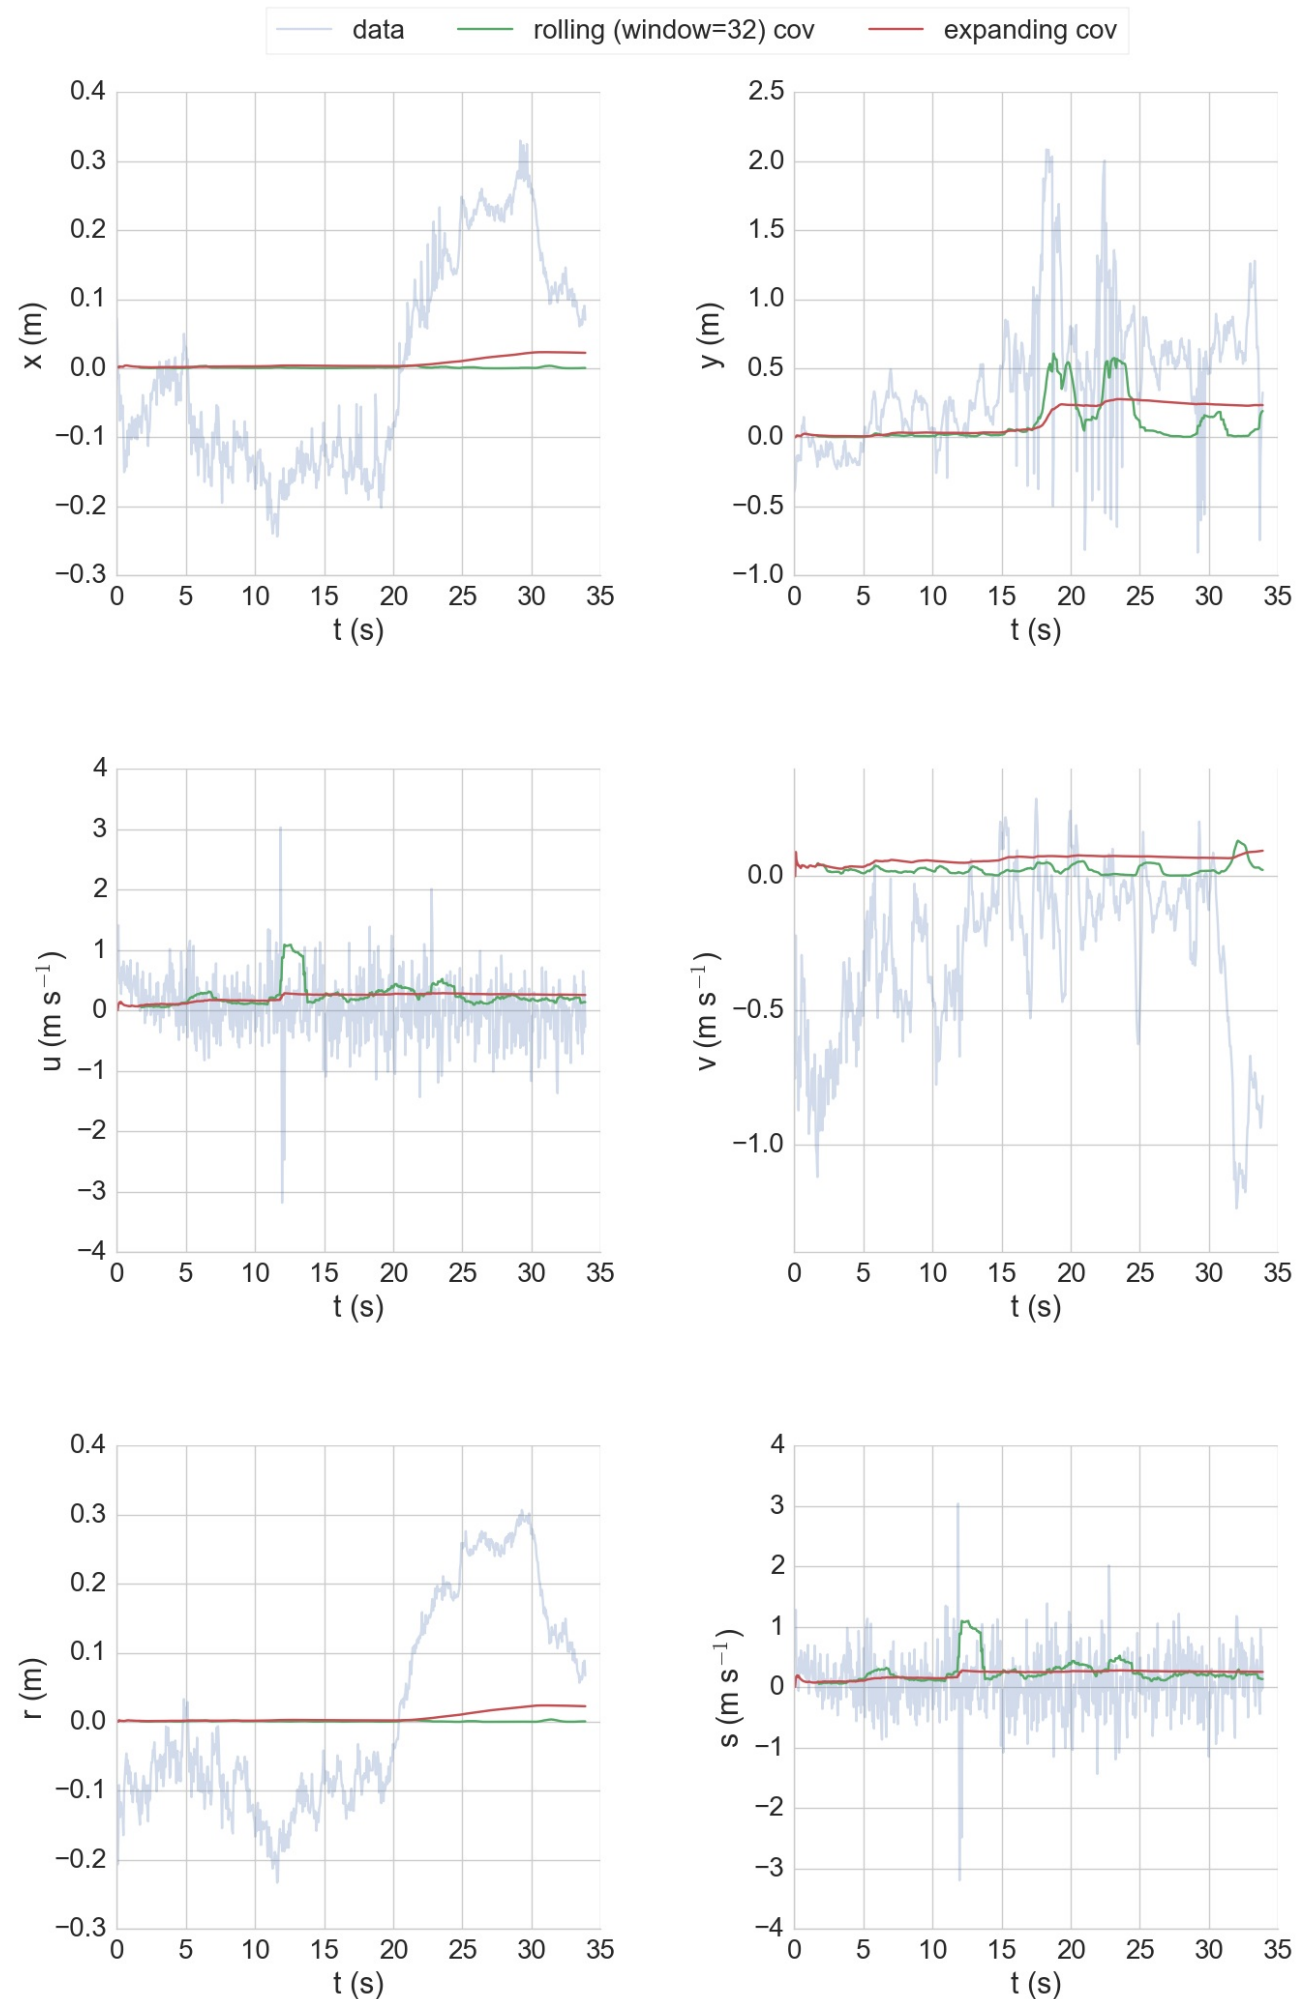 data rolling (window=32) cov expanding cov
0.4
0.3
0.2
0.1
0.0
−0.1
−0.2
−0.3
x (m)
0 5 10 15 20 25 30 35
t (s)
2.5
2.0
1.5
1.0
0.5
0.0
−0.5
−1.0
y (m)
0 5 10 15 20 25 30 35
t (s)
4
3
2
1
0
−1
−2
−3
−4
u (m s⁻¹)
0 5 10 15 20 25 30 35
t (s)
0.0
−0.5
−1.0
v (m s⁻¹)
0 5 10 15 20 25 30 35
t (s)
0.4
0.3
0.2
0.1
0.0
−0.1
−0.2
−0.3
r (m)
0 5 10 15 20 25 30 35
t (s)
4
3
2
1
0
−1
−2
−3
−4
s (m s⁻¹)
0 5 10 15 20 25 30 35
t (s)